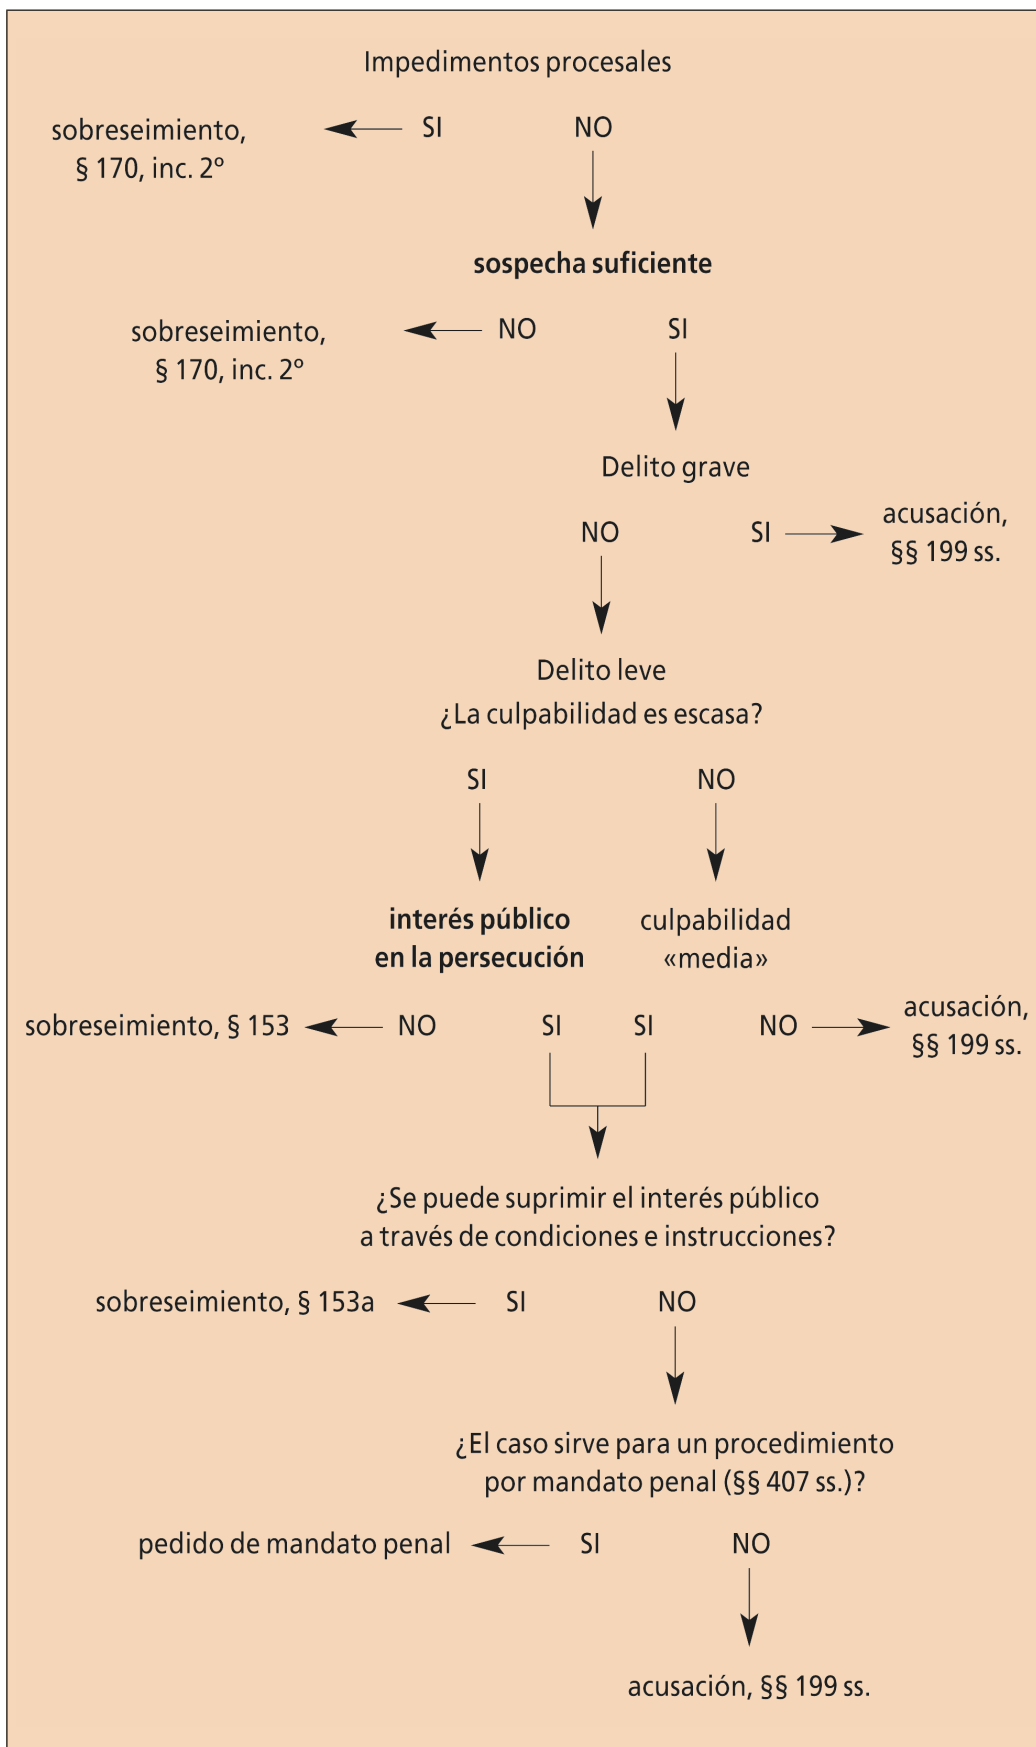 Impedimentos procesales
sobreseimiento,
§ 170, inc. 2º
SI
NO
sospecha suficiente
sobreseimiento,
§ 170, inc. 2º
NO
SI
Delito grave
NO
SI
acusación,
§§ 199 ss.
Delito leve
¿La culpabilidad es escasa?
SI
NO
interés público
en la persecución
culpabilidad
«media»
sobreseimiento, § 153
NO
SI
SI
NO
acusación,
§§ 199 ss.
¿Se puede suprimir el interés público
a través de condiciones e instrucciones?
sobreseimiento, § 153a
SI
NO
¿El caso sirve para un procedimiento
por mandato penal (§§ 407 ss.)?
pedido de mandato penal
SI
NO
acusación, §§ 199 ss.